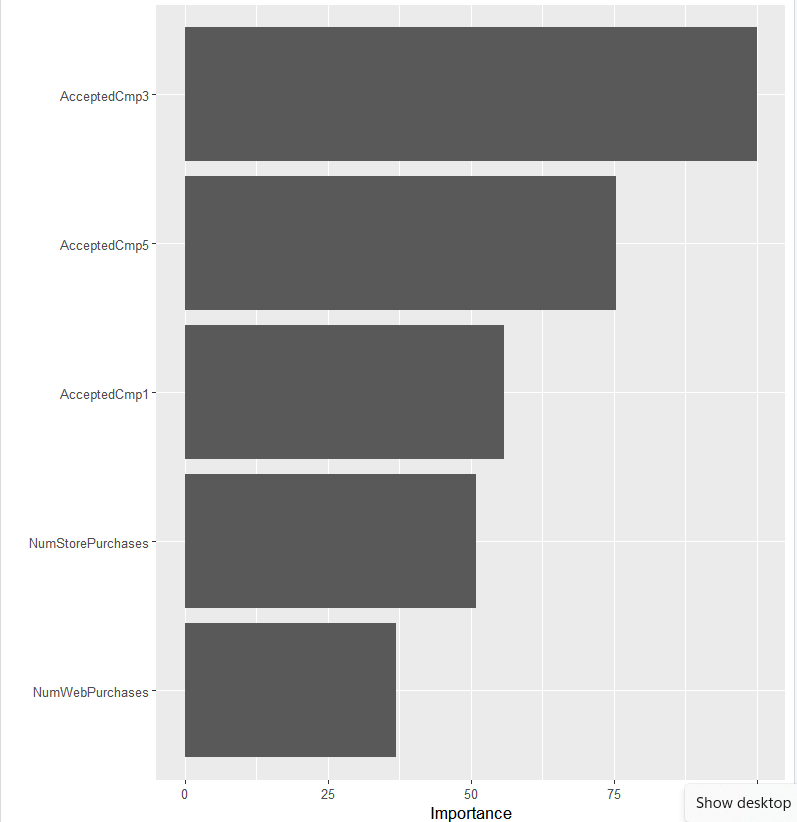 AcceptedCmp3
AcceptedCmp5
AcceptedCmp1
NumStorePurchases
NumWebPurchases
0 25 50 75
Importance
Show desktop